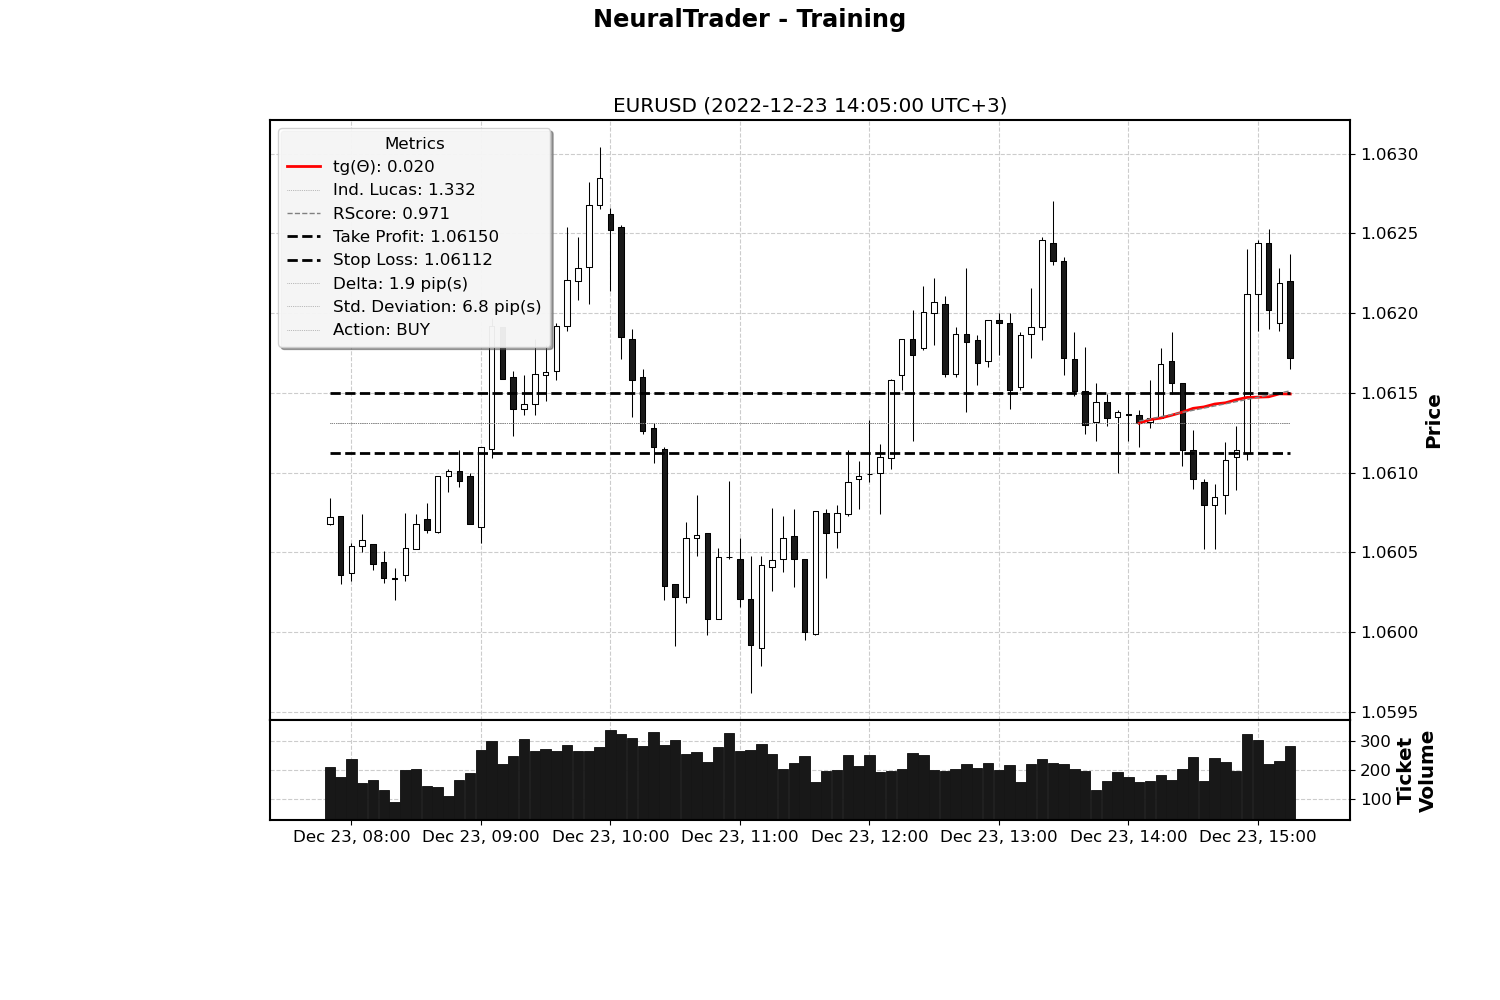 NeuralTrader - Training
EURUSD (2022-12-23 14:05:00 UTC+3)
Metrics
tg(Θ): 0.020
Ind. Lucas: 1.332
RScore: 0.971
Take Profit: 1.06150
Stop Loss: 1.06112
Delta: 1.9 pip(s)
Std. Deviation: 6.8 pip(s)
Action: BUY
1.0630
1.0625
1.0620
1.0615
1.0610
1.0605
1.0600
1.0595
Price
300
200
100
Ticket
Volume
Dec 23, 08:00 Dec 23, 09:00 Dec 23, 10:00 Dec 23, 11:00 Dec 23, 12:00 Dec 23, 13:00 Dec 23, 14:00 Dec 23, 15:00